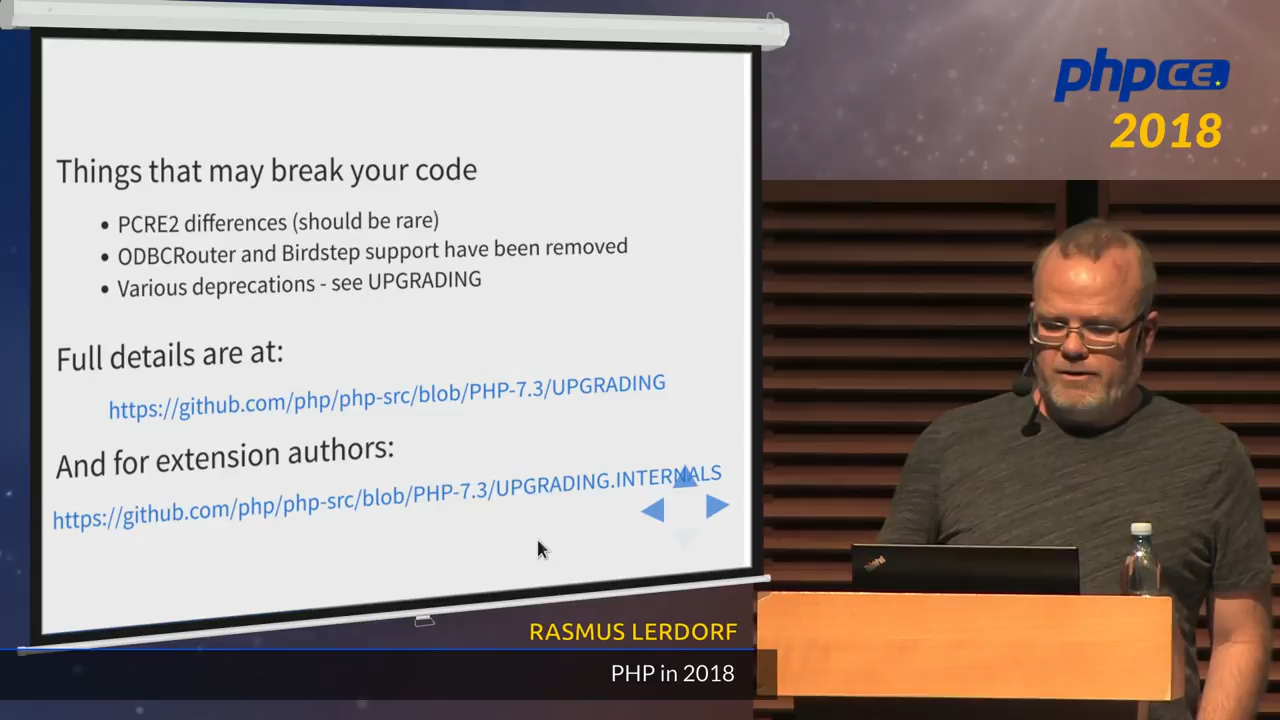 phpCE
2018
Things that may break your code
• PCRE2 differences (should be rare)
• ODBCRouter and Birdstep support have been removed
• Various deprecations - see UPGRADING
Full details are at:
https://github.com/php/php-src/blob/PHP-7.3/UPGRADING
And for extension authors:
https://github.com/php/php-src/blob/PHP-7.3/UPGRADING.INTERNALS
ThinkPad
RASMUS LERDORF
PHP in 2018